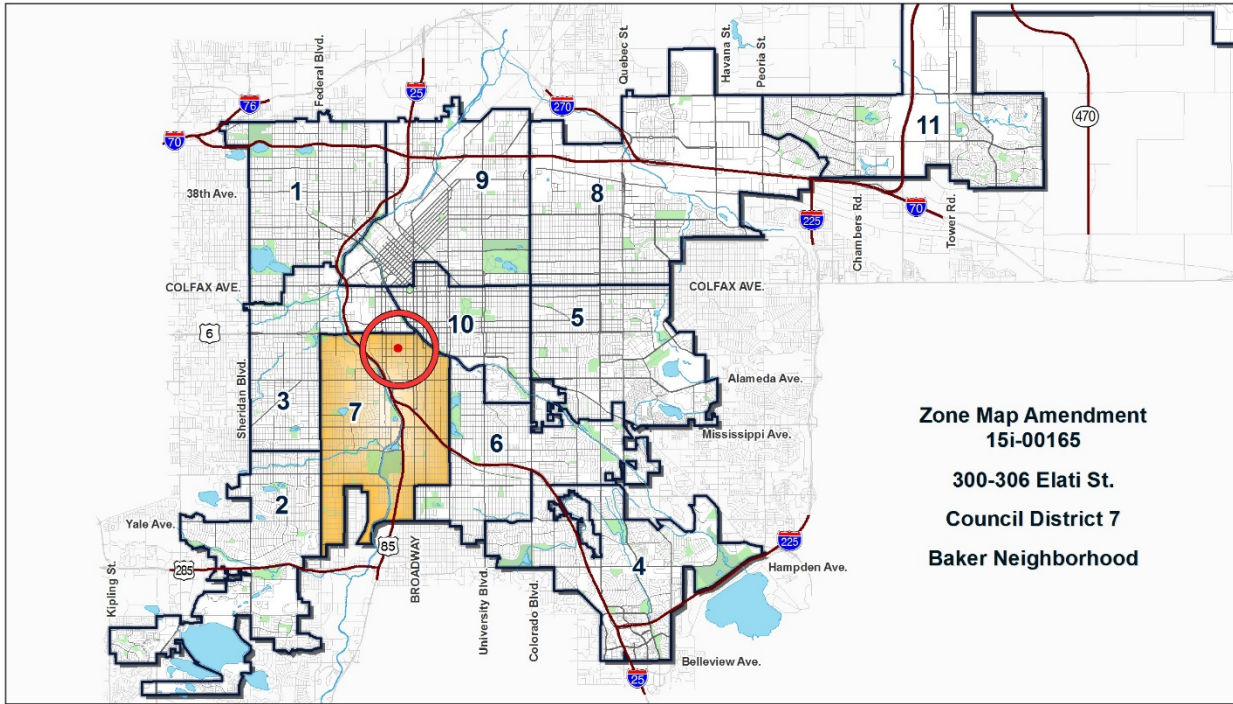 Federal Blvd.
Quebec St.
Havana St.
Peoria St.
76
25
270
70
470
11
1
9
8
38th Ave.
225
70
Chambers Rd.
Tower Rd.
COLFAX AVE.
COLFAX AVE.
6
10
5
Sheridan Blvd.
3
7
Alameda Ave.
Mississippi Ave.
6
2
Yale Ave.
85
285
BROADWAY
University Blvd.
Colorado Blvd.
4
225
Hampden Ave.
Kipling St.
Belleview Ave.
25
Zone Map Amendment
15i-00165
300-306 Elati St.
Council District 7
Baker Neighborhood